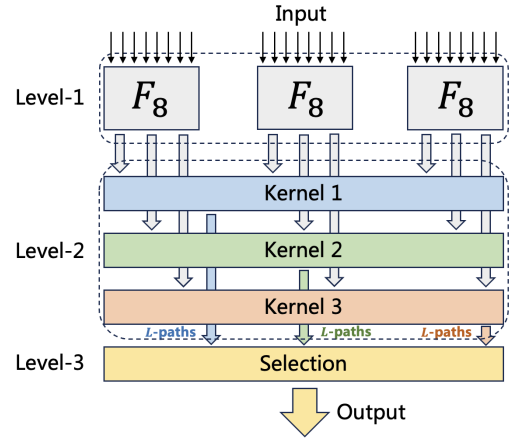 Input
Level-1
F8 F8 F8
Kernel 1
Level-2
Kernel 2
Kernel 3
L-paths L-paths L-paths
Level-3
Selection
Output